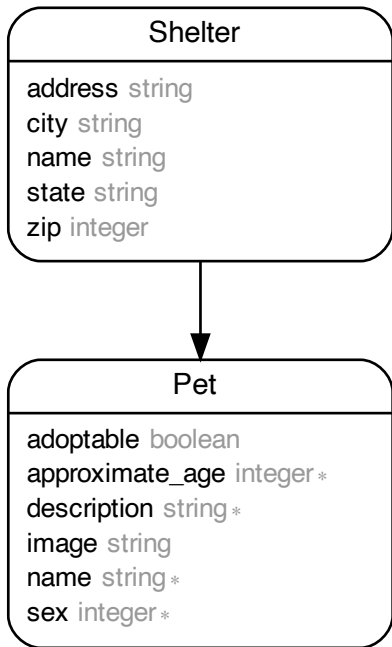 Shelter
address string
city string
name string
state string
zip integer
Pet
adoptable boolean
approximate_age integer *
description string *
image string
name string *
sex integer *